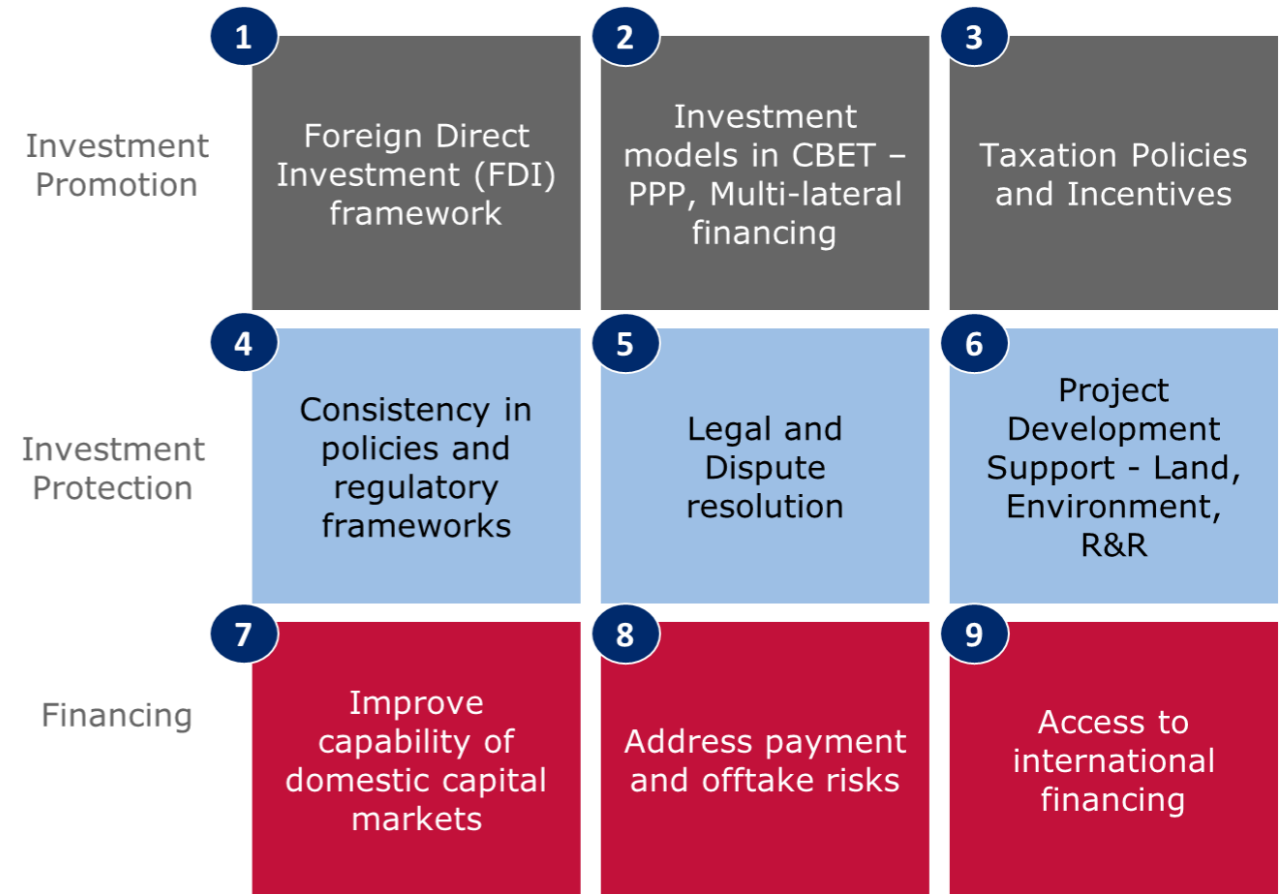 1
2
3
Investment
Promotion
Foreign Direct
Investment (FDI)
framework
Investment
models in CBET –
PPP, Multi-lateral
financing
Taxation Policies
and Incentives
4
5
6
Investment
Protection
Consistency in
policies and
regulatory
frameworks
Legal and
Dispute
resolution
Project
Development
Support - Land,
Environment,
R&R
7
8
9
Financing
Improve
capability of
domestic capital
markets
Address payment
and offtake risks
Access to
international
financing